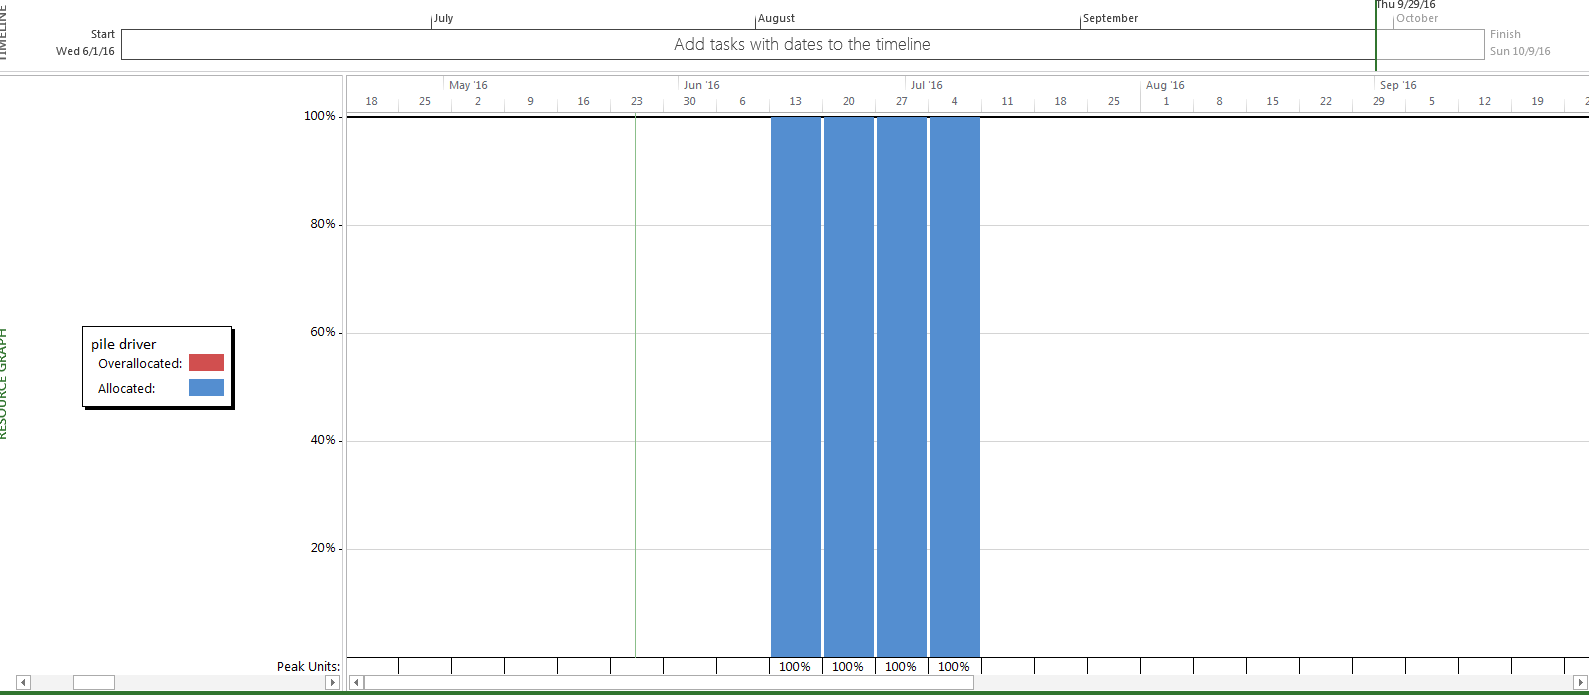 TIMELINE
Thu 9/29/16
July August September October
Start
Wed 6/1/16
Add tasks with dates to the timeline
Finish
Sun 10/9/16
May '16 Jun '16 Jul '16 Aug '16 Sep '16
18 25 2 9 16 23 30 6 13 20 27 4 11 18 25 1 8 15 22 29 5 12 19
100%
80%
60%
40%
20%
RESOURCE GRAPH
pile driver
Overallocated:
Allocated:
Peak Units: 100% 100% 100% 100%